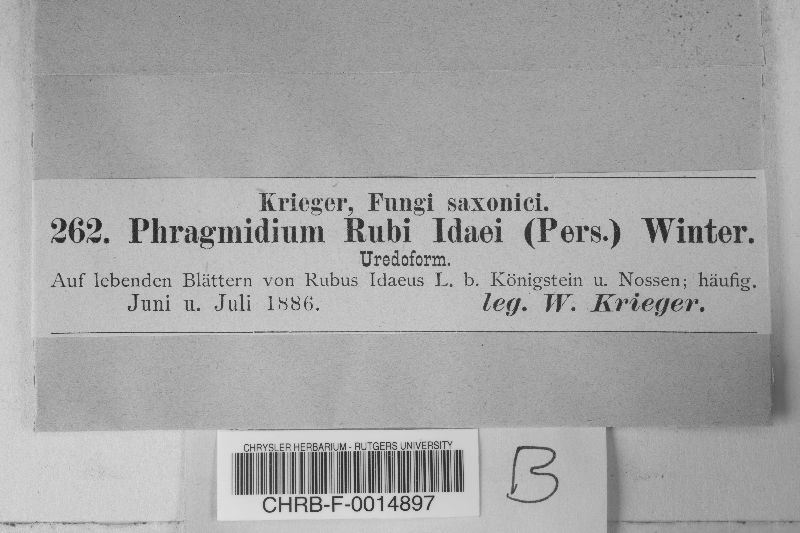 Krieger, Fungi saxonici.
262. Phragmidium Rubi Idaei (Pers.) Winter.
Uredoform.
Auf lebenden Blättern von Rubus Idaeus L. b. Königstein u. Nossen; häufig.
Juni u. Juli 1886. leg. W. Krieger.
CHRYSLER HERBARIUM - RUTGERS UNIVERSITY
CHRB-F-0014897
B